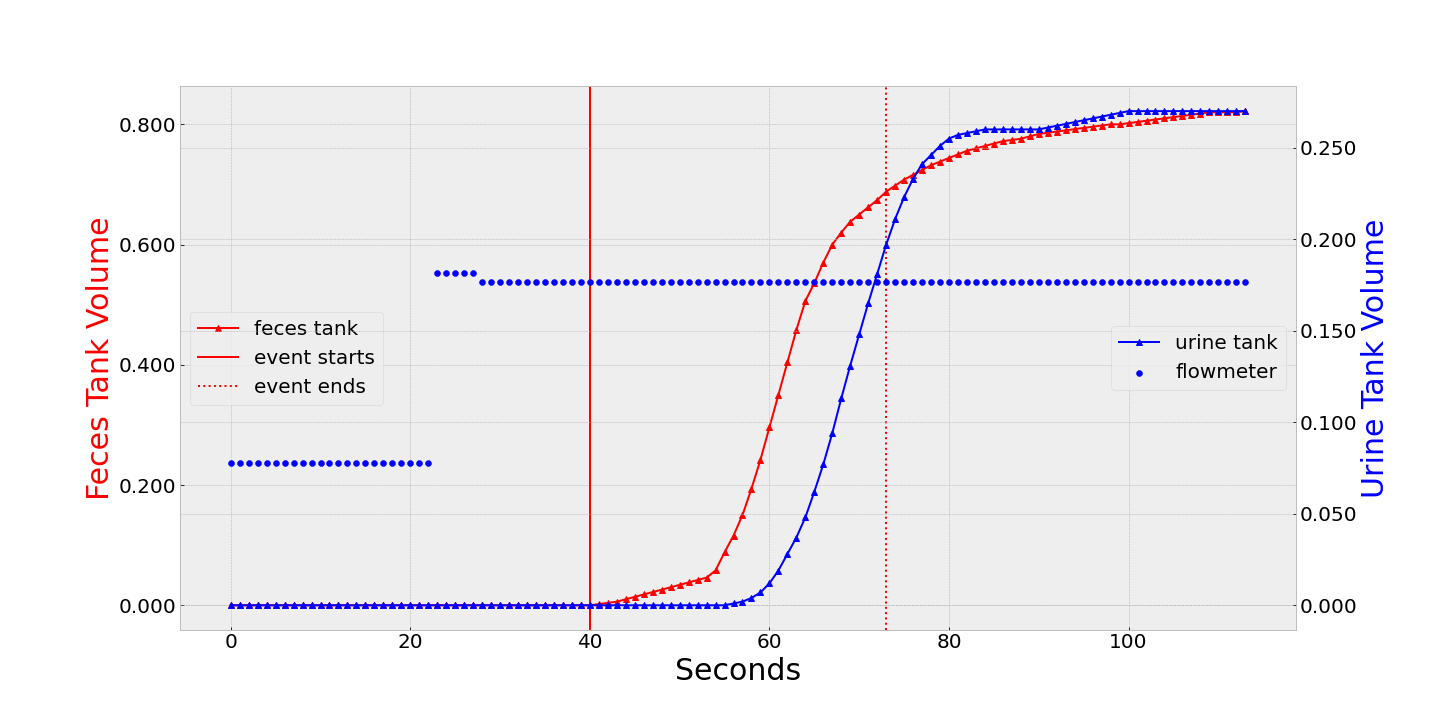 Feces Tank Volume
0.800
0.600
0.400
0.200
0.000
feces tank
event starts
event ends
urine tank
flowmeter
0.250
0.200
0.150
0.100
0.050
0.000
Urine Tank Volume
0 20 40 60 80 100
Seconds